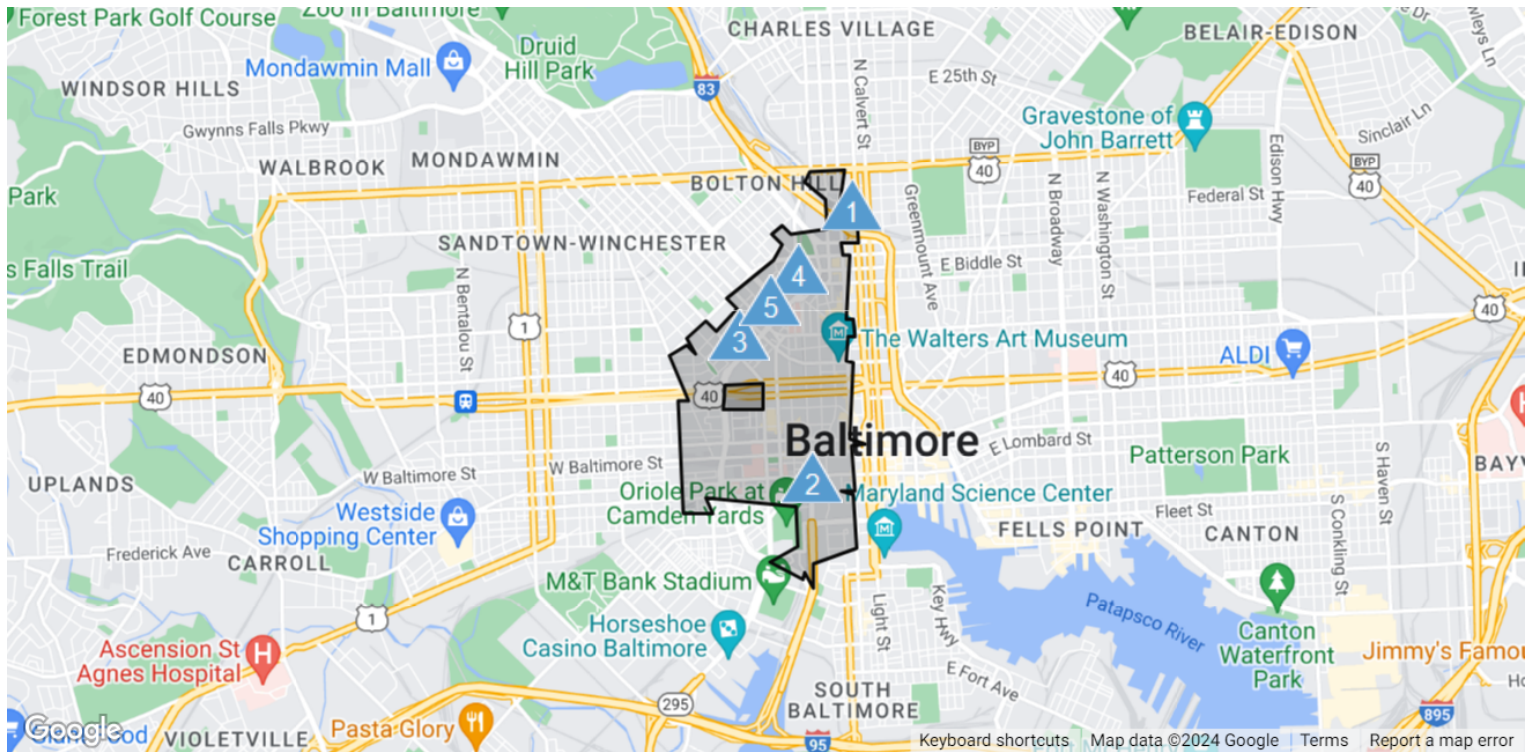 Forest Park Golf Course
Zoo in Baltimore
CHARLES VILLAGE
BELAIR-EDISON
Druid
Hill Park
Mondawmin Mall
83
N Calvert St
E 25th St
WINDSOR HILLS
Gwynns Falls Pkwy
Gravestone of
John Barrett
Edison Hwy
Sinclair Ln
WALBROOK
MONDAWMIN
BYP
40
BYP
40
BOLTON HILL
Park
1
Greenmount Ave
N Broadway
N Washington St
Federal St
SANDTOWN-WINCHESTER
s Falls Trail
N Bentalou St
4
E Biddle St
5
1
3
The Walters Art Museum
40
EDMONDSON
ALDI
40
40
40
Baltimore
E Lombard St
Patterson Park
W Baltimore St
W Baltimore St
UPLANDS
2
Oriole Park at
Camden Yards
Maryland Science Center
S Haven St
BAYV
Westside
Shopping Center
FELLS POINT
Fleet St
CANTON
S Conkling St
Frederick Ave
CARROLL
M&T Bank Stadium
Light St
Key Hwy
Patapsco River
1
Horseshoe
Casino Baltimore
Canton
Waterfront
Park
Ascension St
Agnes Hospital
H
Jimmy's Famou
E Fort Ave
SOUTH
BALTIMORE
295
895
Google
VIOLETVILLE
Pasta Glory
95
Keyboard shortcuts
Map data ©2024 Google
Terms
Report a map error